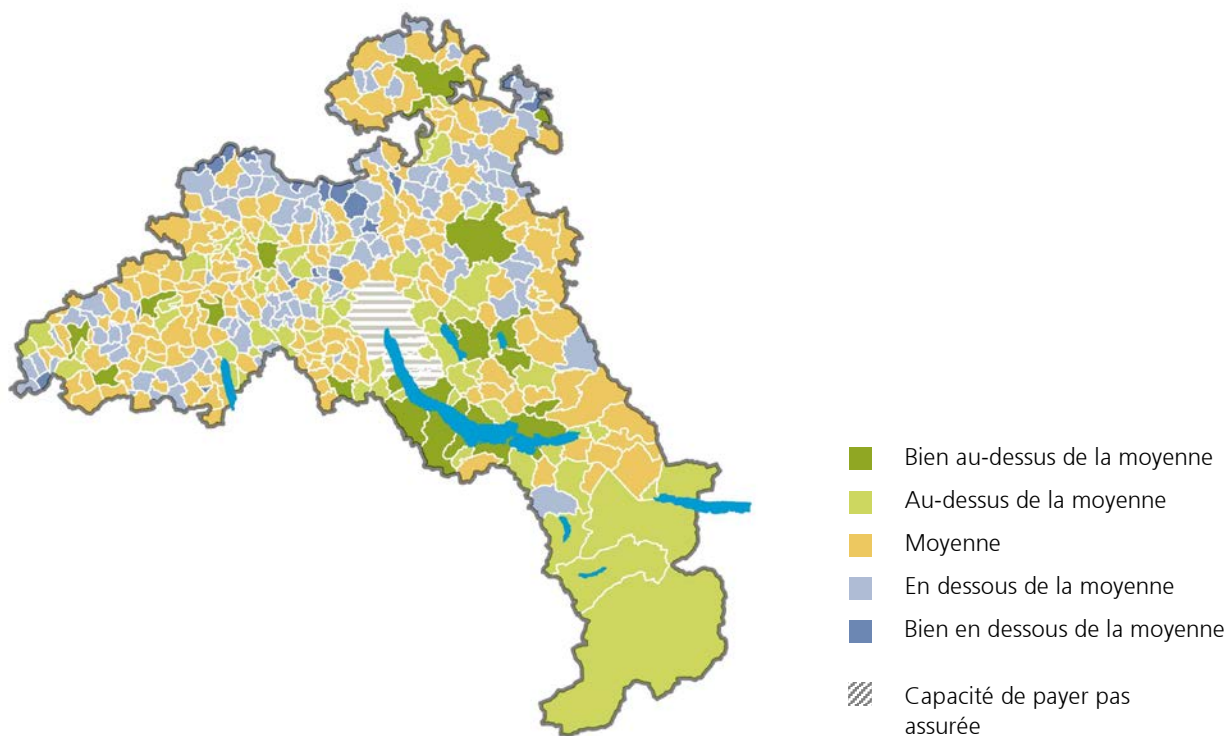 Bien au-dessus de la moyenne
Au-dessus de la moyenne
Moyenne
En dessous de la moyenne
Bien en dessous de la moyenne
Capacité de payer pas
assurée